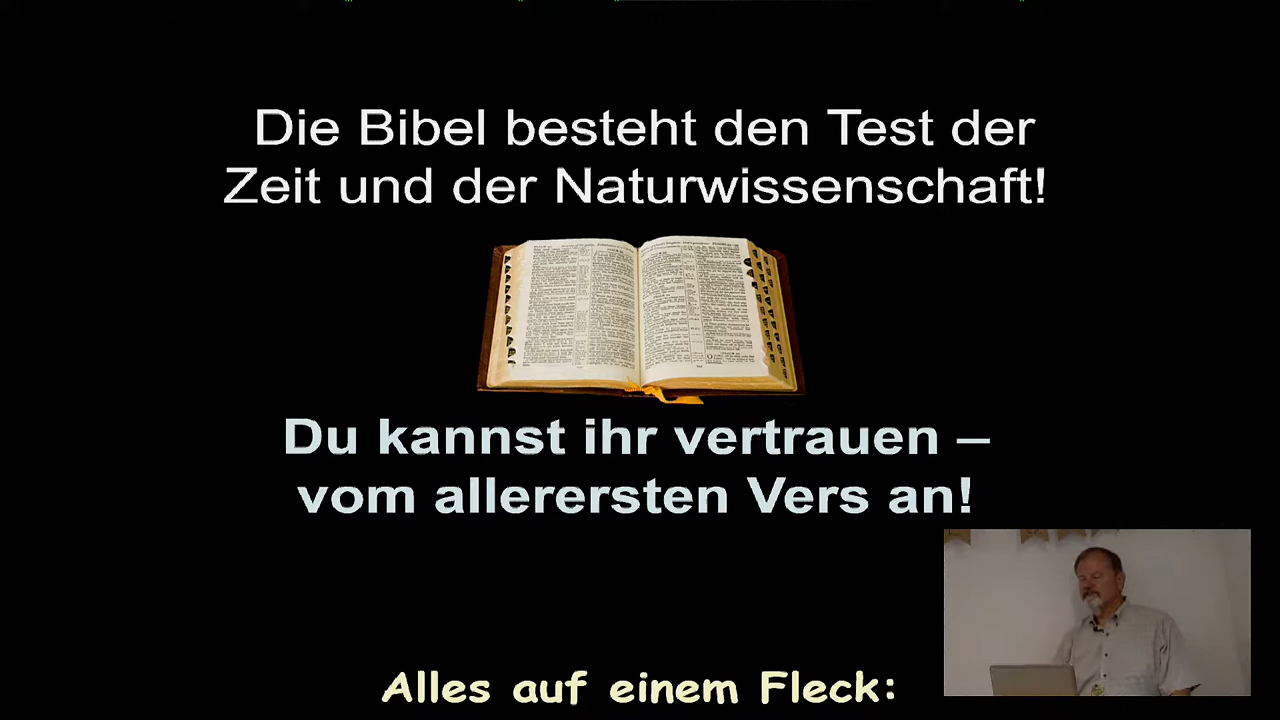 Die Bibel besteht den Test der
Zeit und der Naturwissenschaft!
Du kannst ihr vertrauen –
vom allerersten Vers an!
Alles auf einem Fleck: